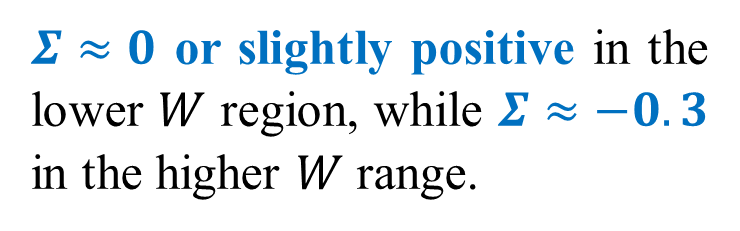 Σ ≈ 0 or slightly positive in the
lower W region, while Σ ≈ −0.3
in the higher W range.